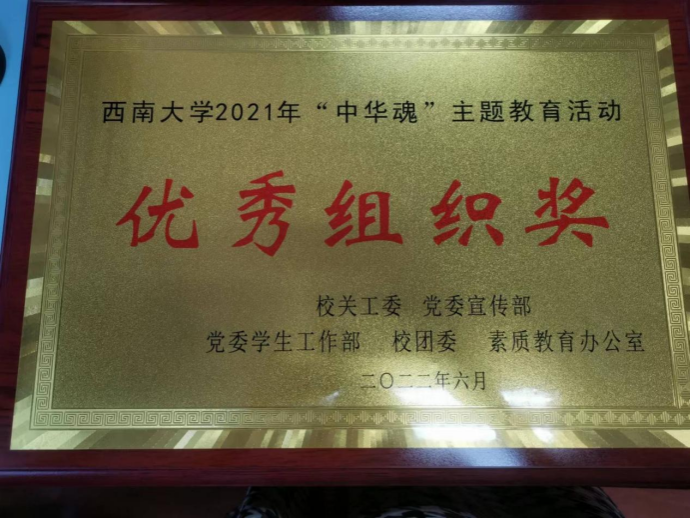 西南大学2021年“中华魂”主题教育活动
优秀组织奖
校关工委 党委宣传部
党委学生工作部 校团委 素质教育办公室
二〇二二年六月